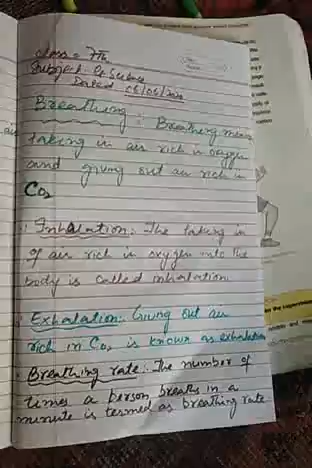 Class = 7th
Subject Science
Dated 06/06/20
Breathing : Breathing means
taking in air rich in oxygen
and giving out air rich in
CO2
Inhalation: The taking in
of air rich in oxygen into the
body is called inhalation.
Exhalation: Giving out air
rich in CO2 is known as exhalation
Breathing rate: The number of
times a person breaths in a
minute is termed as breathing rate